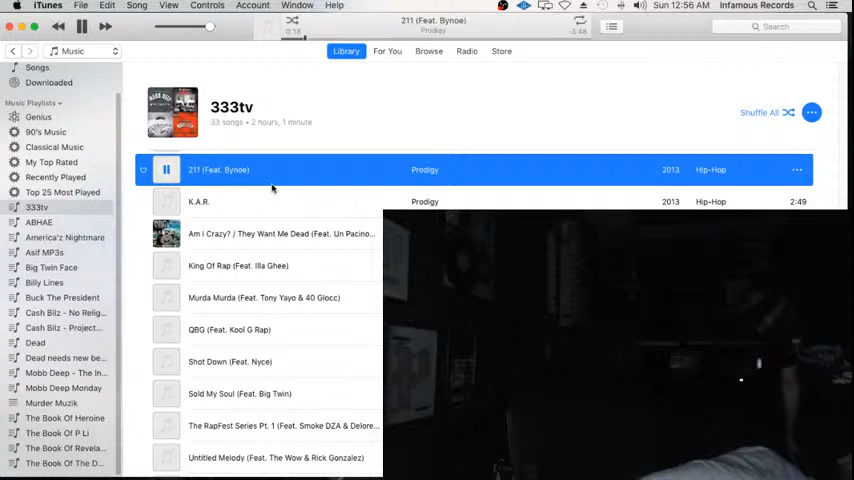 iTunes File Edit Song View Controls Account Window Help Sun 12:56 AM Infamous Records
211 (Feat. Bynoe)
Prodigy
0:18 -3:48
Search
Music Library For You Browse Radio Store
Songs
Downloaded
Music Playlists
Genius
90's Music
Classical Music
My Top Rated
Recently Played
Top 25 Most Played
333tv
ABHAE
America'z Nightmare
Asif MP3s
Big Twin Face
Billy Lines
Buck The President
Cash Bilz - No Relig...
Cash Bilz - Project...
Dead
Dead needs new be...
Mobb Deep - The In...
Mobb Deep Monday
Murder Muzik
The Book Of Heroine
The Book Of P Li
The Book Of Revela...
The Book Of The D...
333tv
33 songs • 2 hours, 1 minute
Shuffle All
211 (Feat. Bynoe) Prodigy 2013 Hip-Hop
K.A.R. Prodigy 2013 Hip-Hop 2:49
Am I Crazy? / They Want Me Dead (Feat. Un Pacino...
King Of Rap (Feat. Illa Ghee)
Murda Murda (Feat. Tony Yayo & 40 Glocc)
QBG (Feat. Kool G Rap)
Shot Down (Feat. Nyce)
Sold My Soul (Feat. Big Twin)
The RapFest Series Pt. 1 (Feat. Smoke DZA & Delore...
Untitled Melody (Feat. The Wow & Rick Gonzalez)